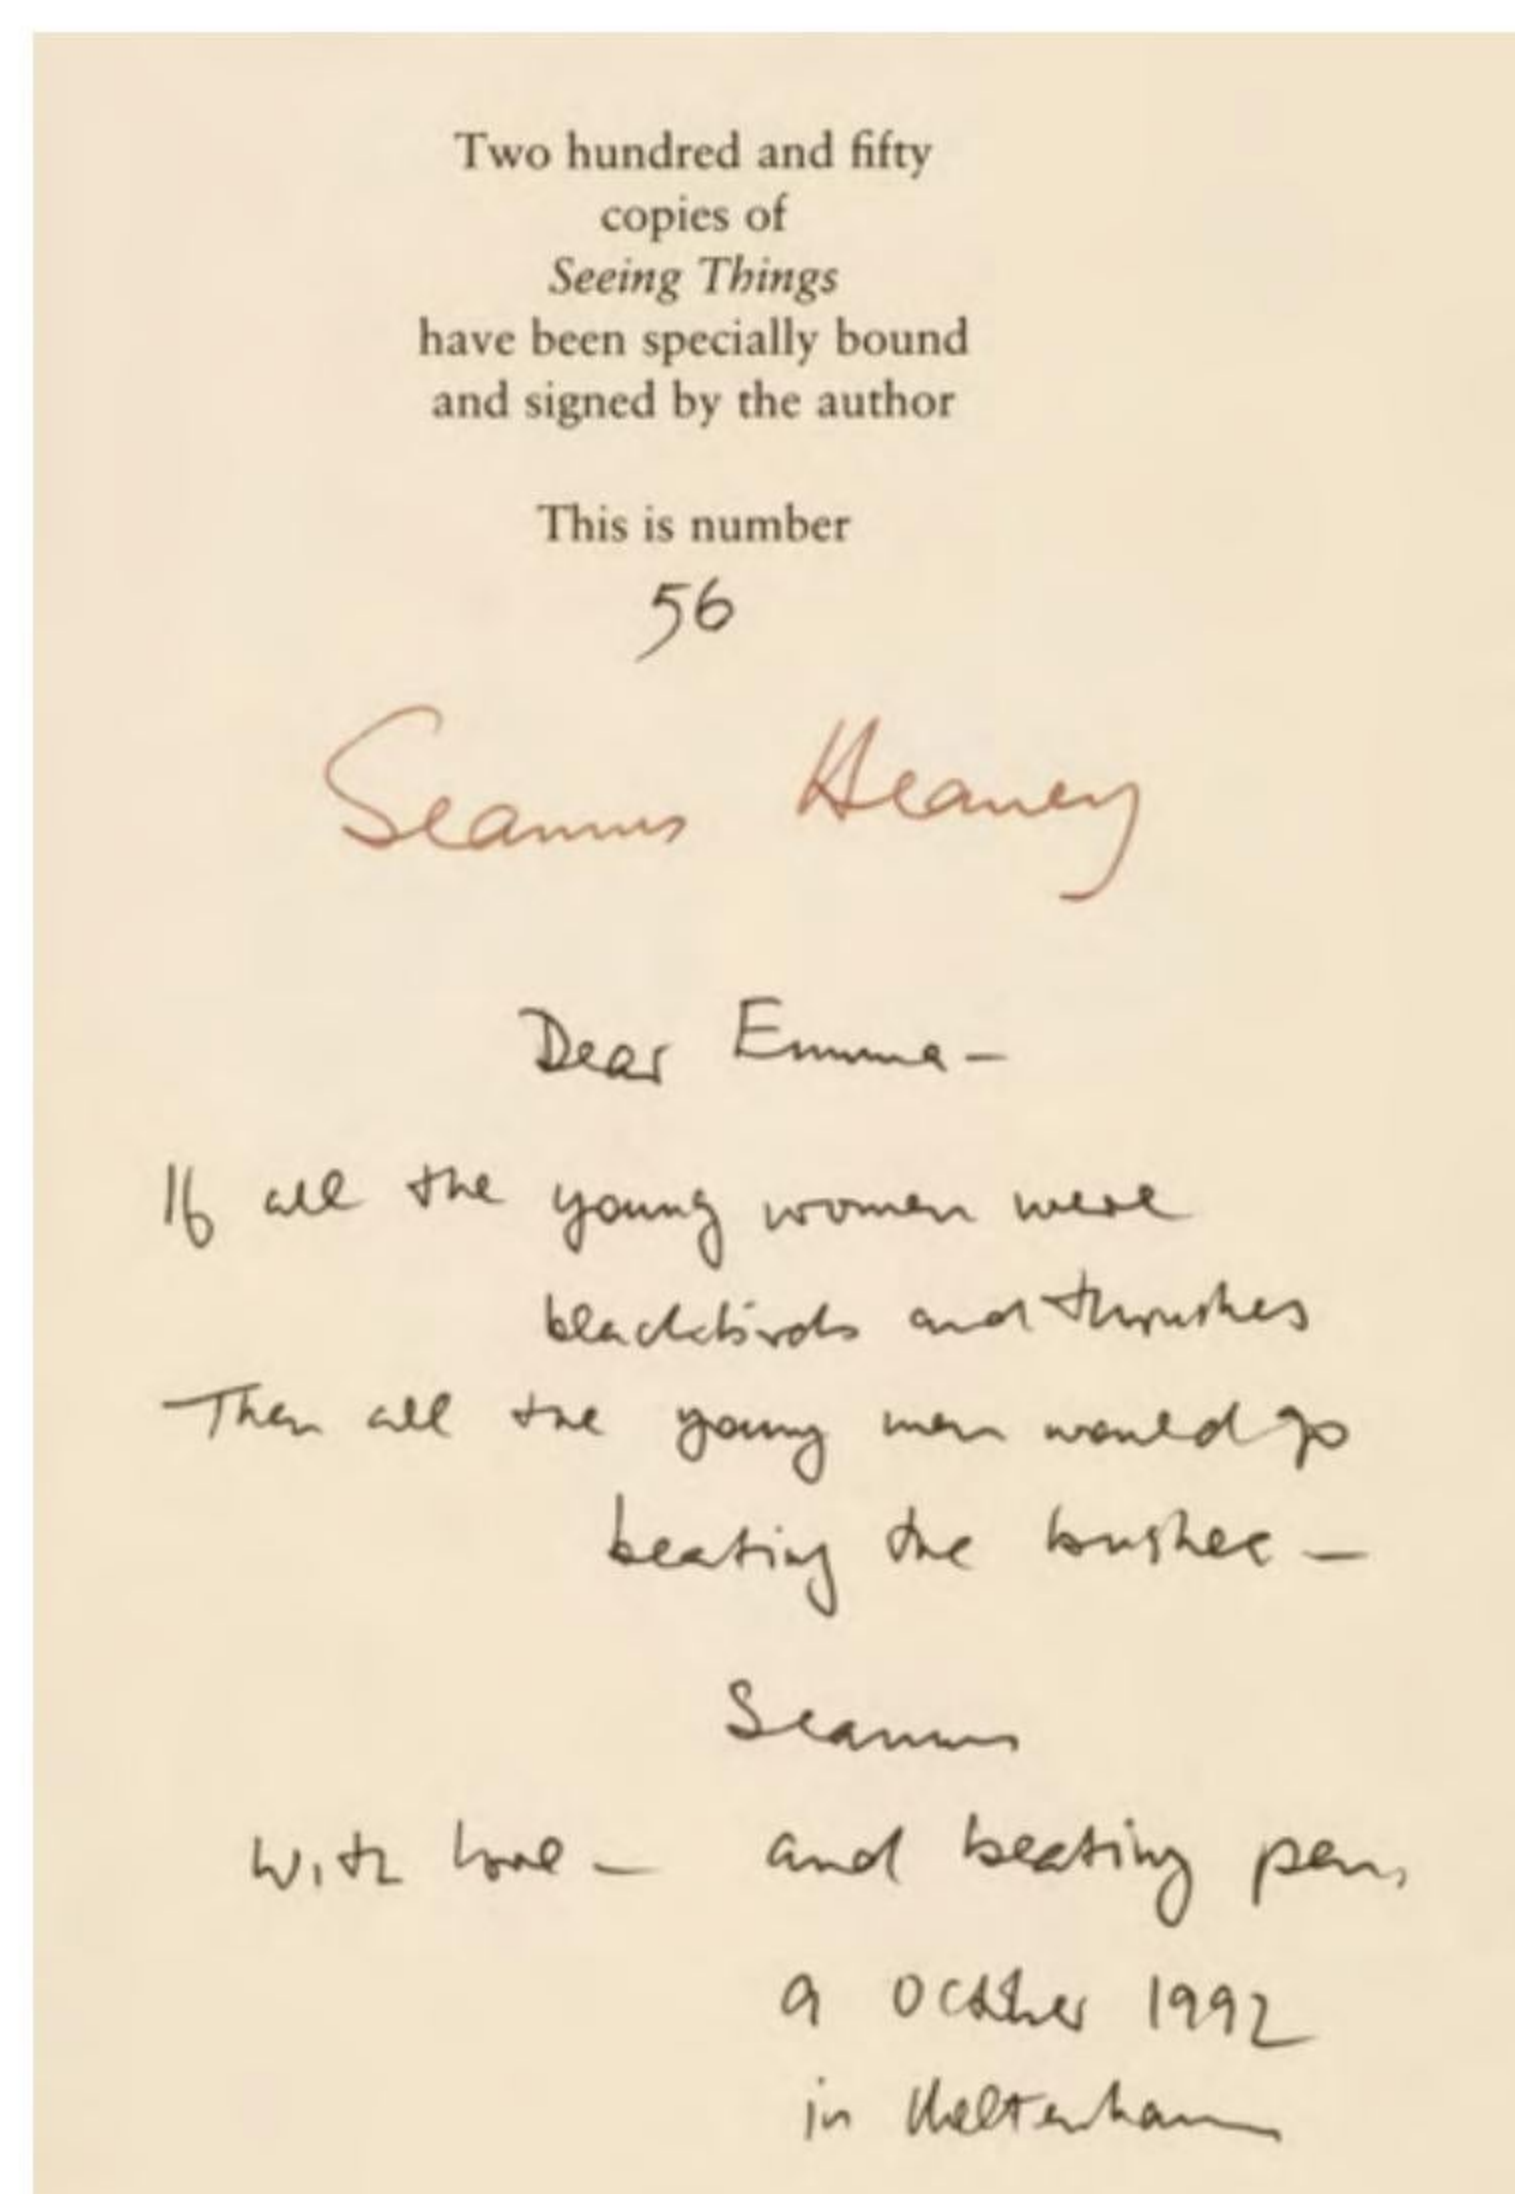 Two hundred and fifty
copies of
Seeing Things
have been specially bound
and signed by the author
This is number
56
Seamus Heaney
Dear Emma –
If all the young women were
blackbirds and thrushes
Then all the young men would go
beating the bushes –
Seamus
With love – and beating pen,
9 October 1992
in Cheltenham